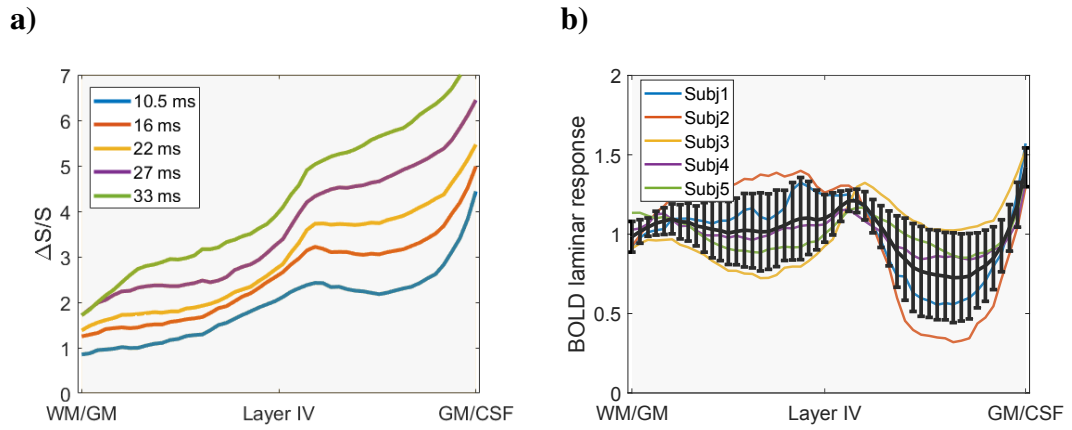 a)
ΔS/S
7
6
5
4
3
2
1
0
10.5 ms
16 ms
22 ms
27 ms
33 ms
WM/GM Layer IV GM/CSF
b)
BOLD laminar response
2
1.5
1
0.5
0
Subj1
Subj2
Subj3
Subj4
Subj5
WM/GM Layer IV GM/CSF